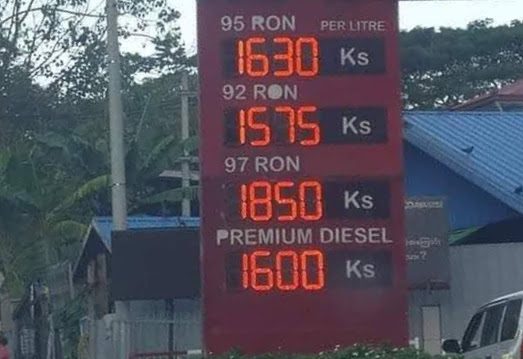 95 RON PER LITRE
1630 Ks
92 RON
1575 Ks
97 RON
1850 Ks
PREMIUM DIESEL
1600 Ks